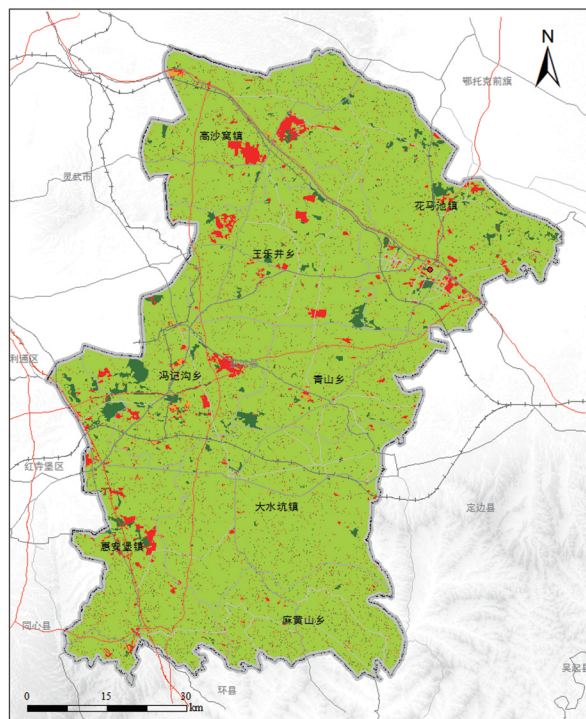 N
鄂托克前旗
高沙窝镇
灵武市
花马池镇
王乐井乡
利通区
冯记沟乡
青山乡
红寺堡区
大水坑镇
定边县
惠安堡镇
麻黄山乡
同心县
吴起县
环县
0 15 30
km